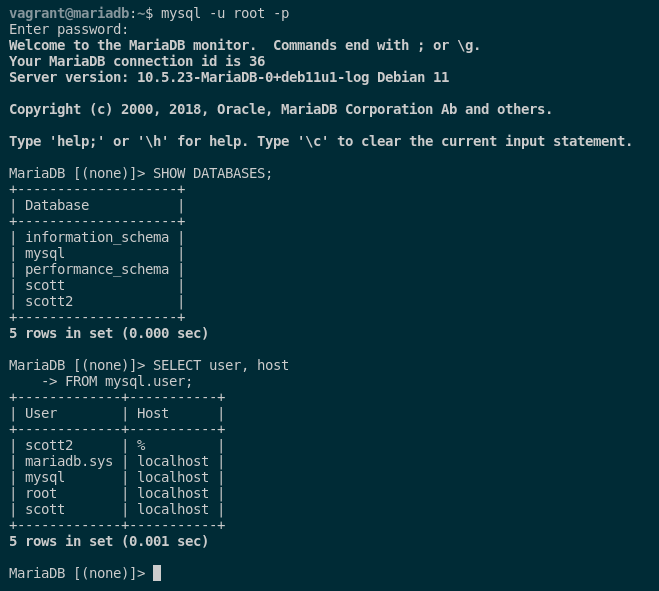 vagrant@mariadb:~$ mysql -u root -p
Enter password:
Welcome to the MariaDB monitor.  Commands end with ; or \g.
Your MariaDB connection id is 36
Server version: 10.5.23-MariaDB-0+deb11u1-log Debian 11

Copyright (c) 2000, 2018, Oracle, MariaDB Corporation Ab and others.

Type 'help;' or '\h' for help. Type '\c' to clear the current input statement.

MariaDB [(none)]> SHOW DATABASES;
+--------------------+
| Database           |
+--------------------+
| information_schema |
| mysql              |
| performance_schema |
| scott              |
| scott2             |
+--------------------+
5 rows in set (0.000 sec)

MariaDB [(none)]> SELECT user, host
    -> FROM mysql.user;
+-------------+-----------+
| User        | Host      |
+-------------+-----------+
| scott2      | %         |
| mariadb.sys | localhost |
| mysql       | localhost |
| root        | localhost |
| scott       | localhost |
+-------------+-----------+
5 rows in set (0.001 sec)

MariaDB [(none)]>